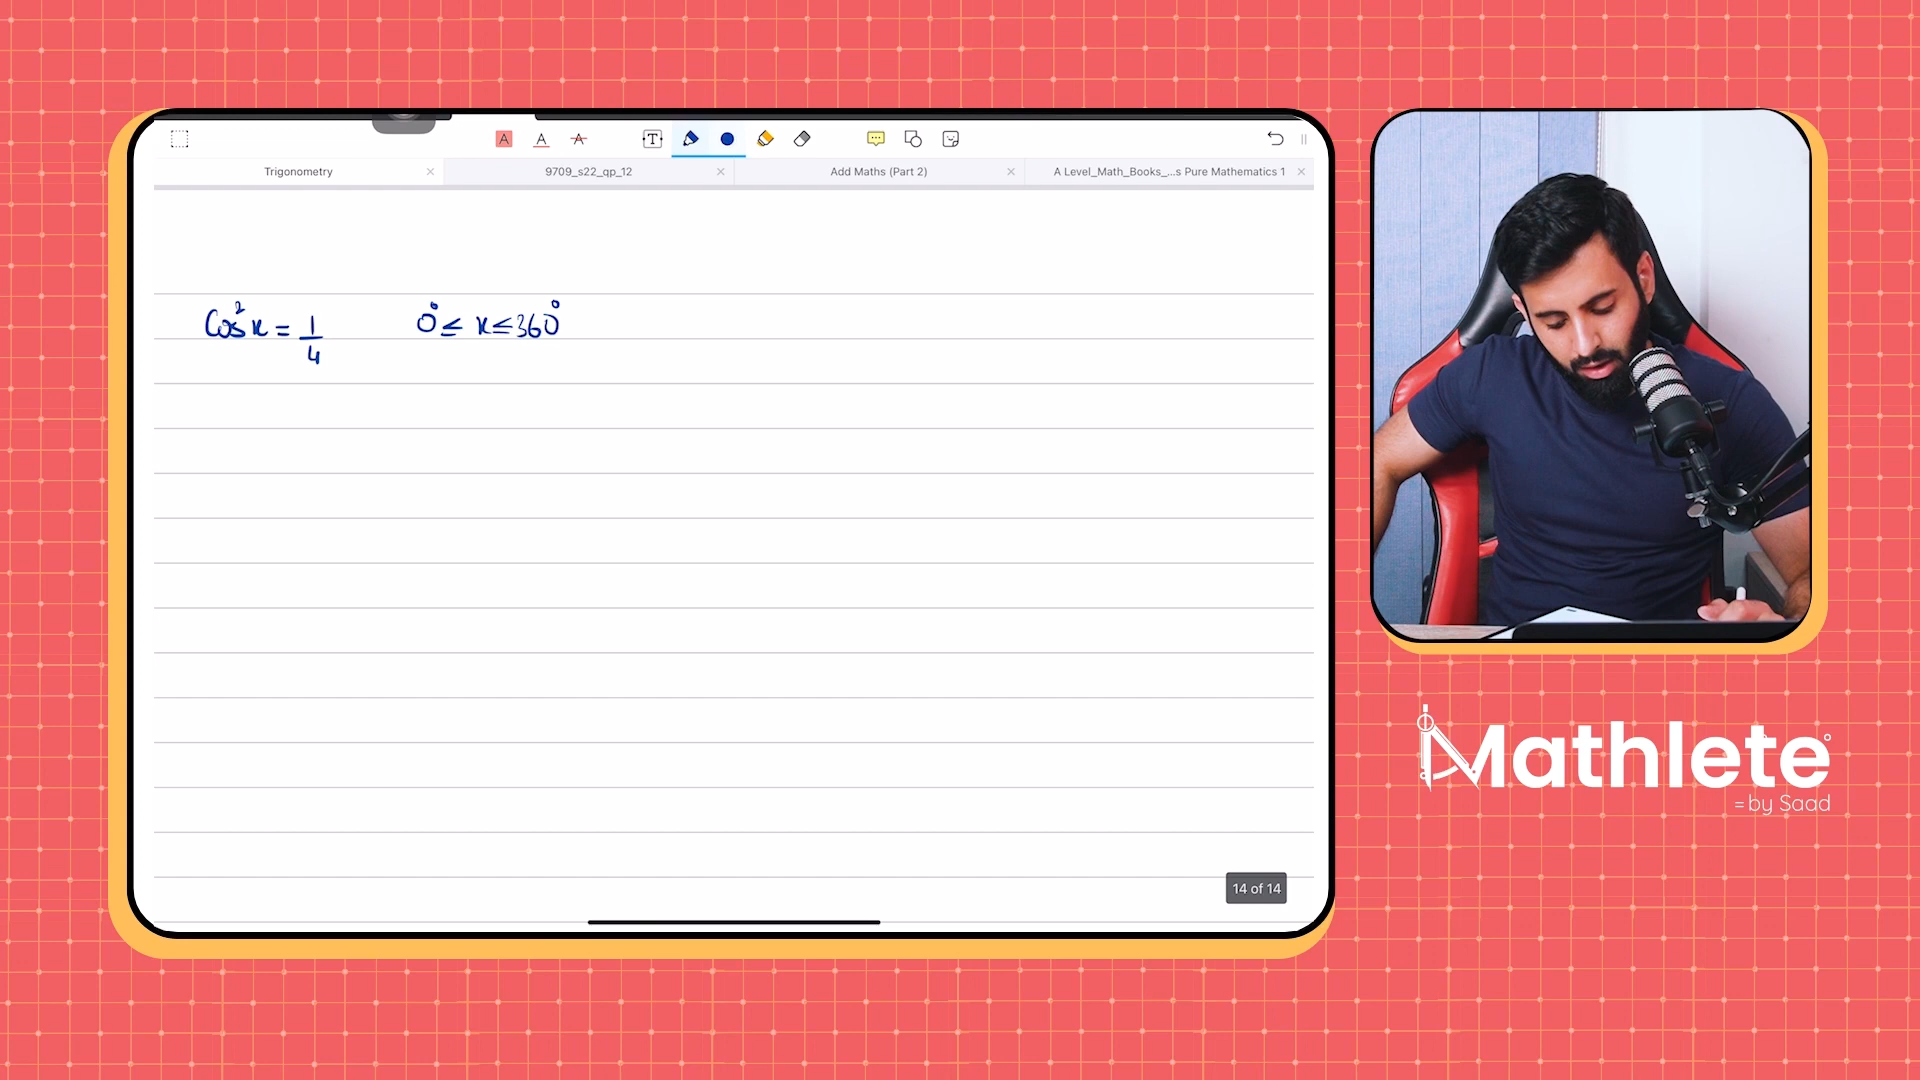 A A A T
Trigonometry 9709_s22_qp_12 Add Maths (Part 2) A Level_Math_Books_...s Pure Mathematics 1
Cos²x = 1/4 0° ≤ x ≤ 360°
14 of 14
Mathlete°
= by Saad